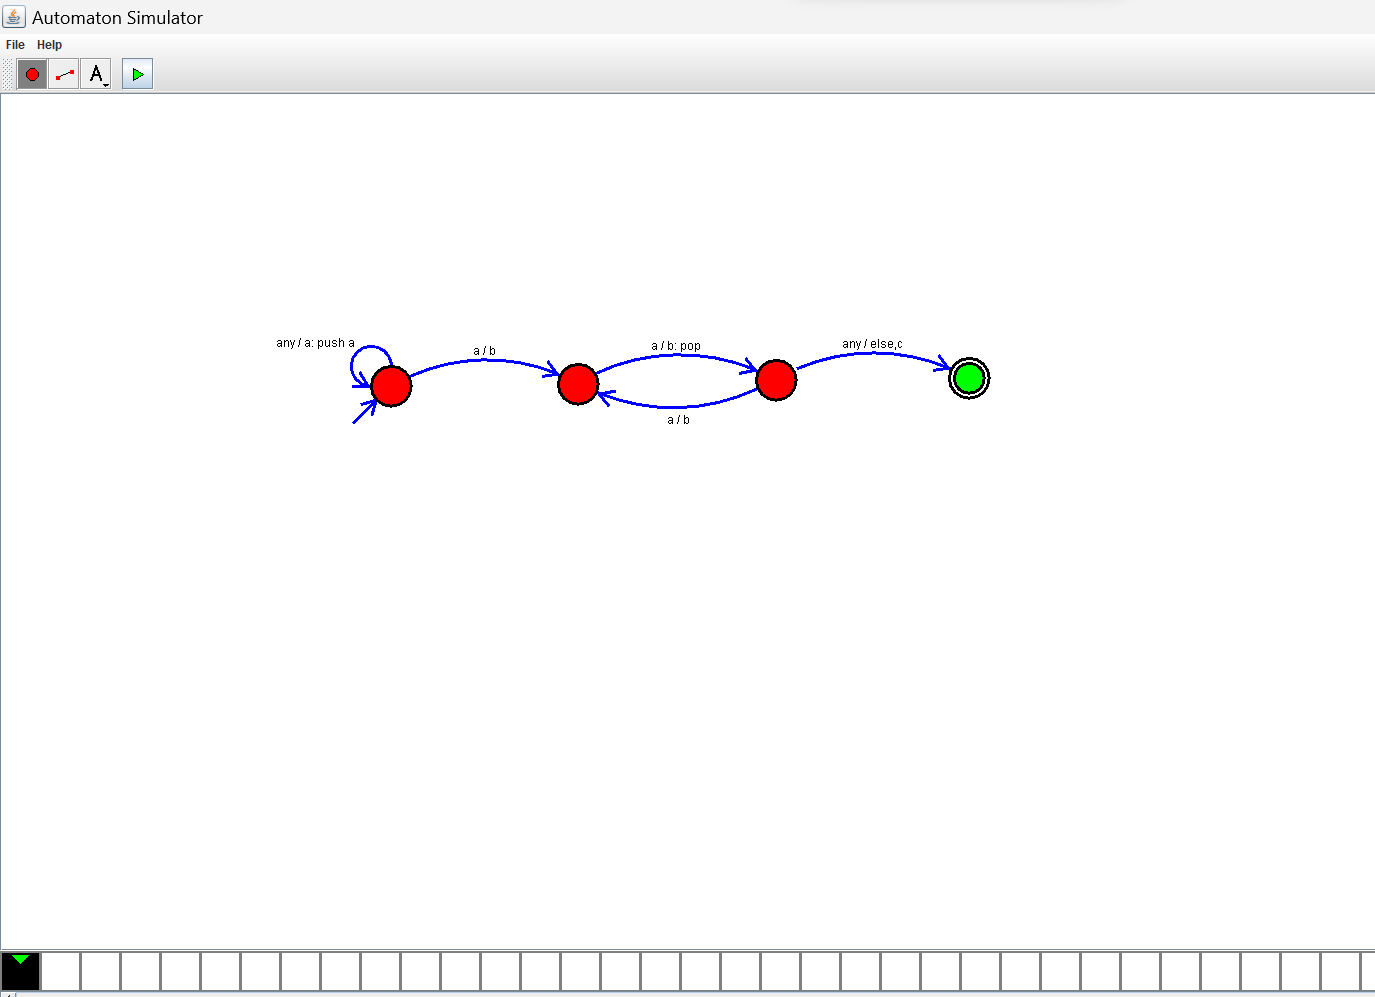 Automaton Simulator
File Help
A
any / a: push a
a / b
a / b: pop
any / else,c
a / b